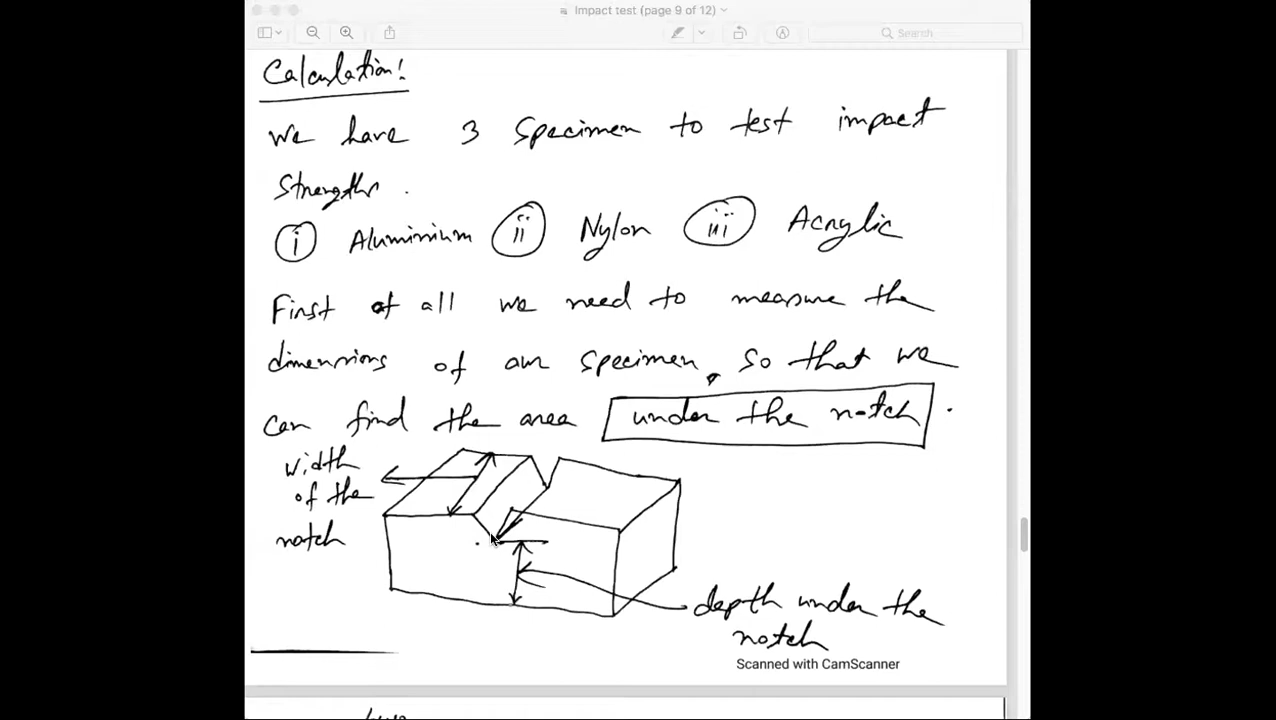 Impact test (page 9 of 12)
Search
Calculation!
We have 3 Specimen to test impact
Strengths.
i Aluminium ii Nylon iii Acrylic
First of all we need to measure the
dimensions of our specimen, so that we
can find the area under the notch.
width
of the
notch
depth under the
notch
Scanned with CamScanner